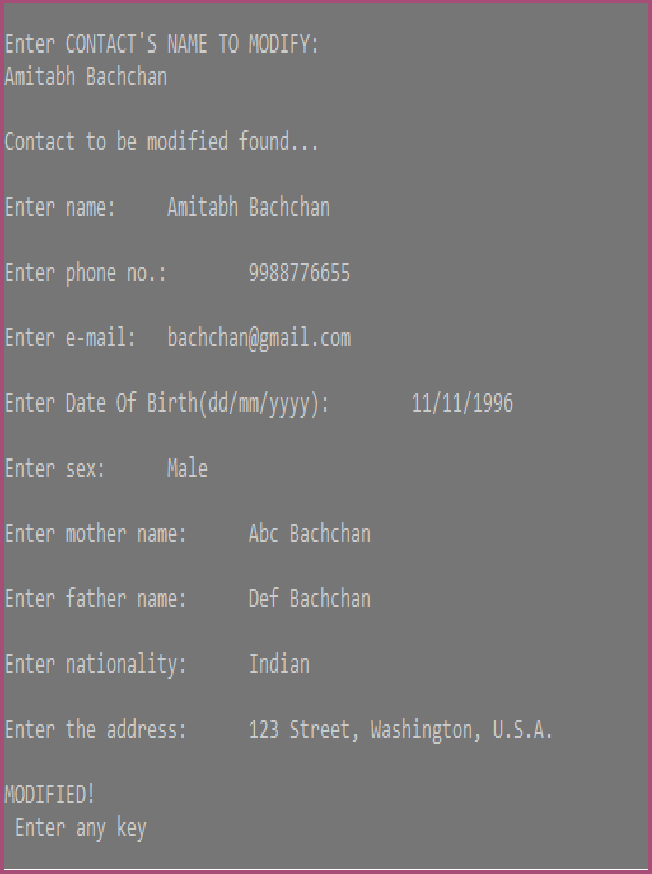 Enter CONTACT'S NAME TO MODIFY:
Amitabh Bachchan
Contact to be modified found...
Enter name: Amitabh Bachchan
Enter phone no.: 9988776655
Enter e-mail: bachchan@gmail.com
Enter Date Of Birth(dd/mm/yyyy): 11/11/1996
Enter sex: Male
Enter mother name: Abc Bachchan
Enter father name: Def Bachchan
Enter nationality: Indian
Enter the address: 123 Street, Washington, U.S.A.
MODIFIED!
Enter any key